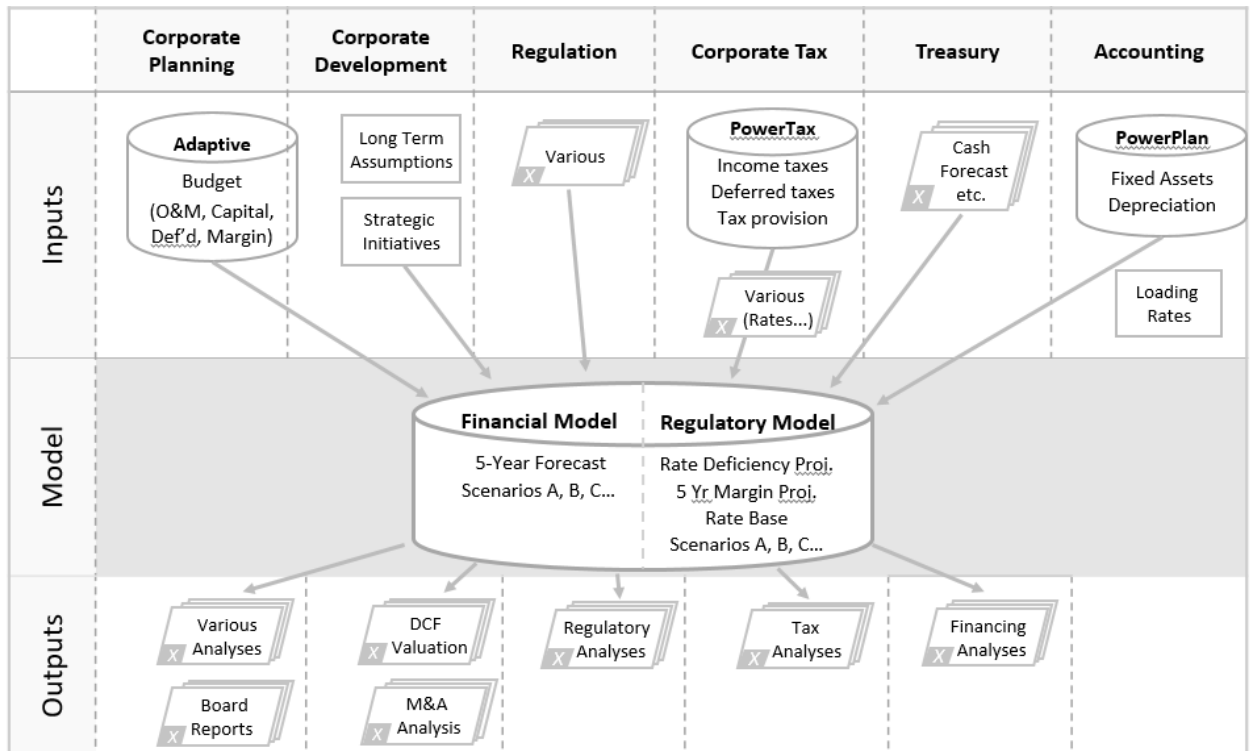 Corporate
Planning
Corporate
Development
Regulation
Corporate Tax
Treasury
Accounting
Inputs
Adaptive
Budget
(O&M, Capital,
Def'd, Margin)
Long Term
Assumptions
Strategic
Initiatives
Various
X
PowerTax
Income taxes
Deferred taxes
Tax provision
Various
(Rates...)
X
Cash
Forecast
etc.
X
PowerPlan
Fixed Assets
Depreciation
Loading
Rates
Model
Financial Model
5-Year Forecast
Scenarios A, B, C...
Regulatory Model
Rate Deficiency Proj.
5 Yr Margin Proj.
Rate Base
Scenarios A, B, C...
Outputs
Various
Analyses
X
Board
Reports
X
DCF
Valuation
X
M&A
Analysis
X
Regulatory
Analyses
X
Tax
Analyses
X
Financing
Analyses
X